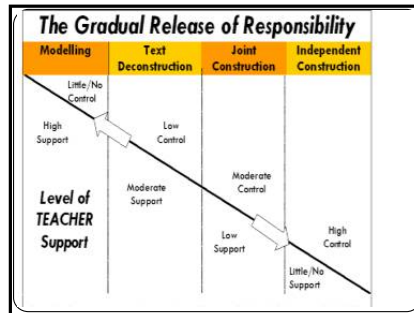 The Gradual Release of Responsibility
Modelling
Text
Deconstruction
Joint
Construction
Independent
Construction
Little/No
Control
High
Support
Low
Control
Moderate
Support
Moderate
Control
Low
Support
High
Control
Little/No
Support
Level of
TEACHER
Support